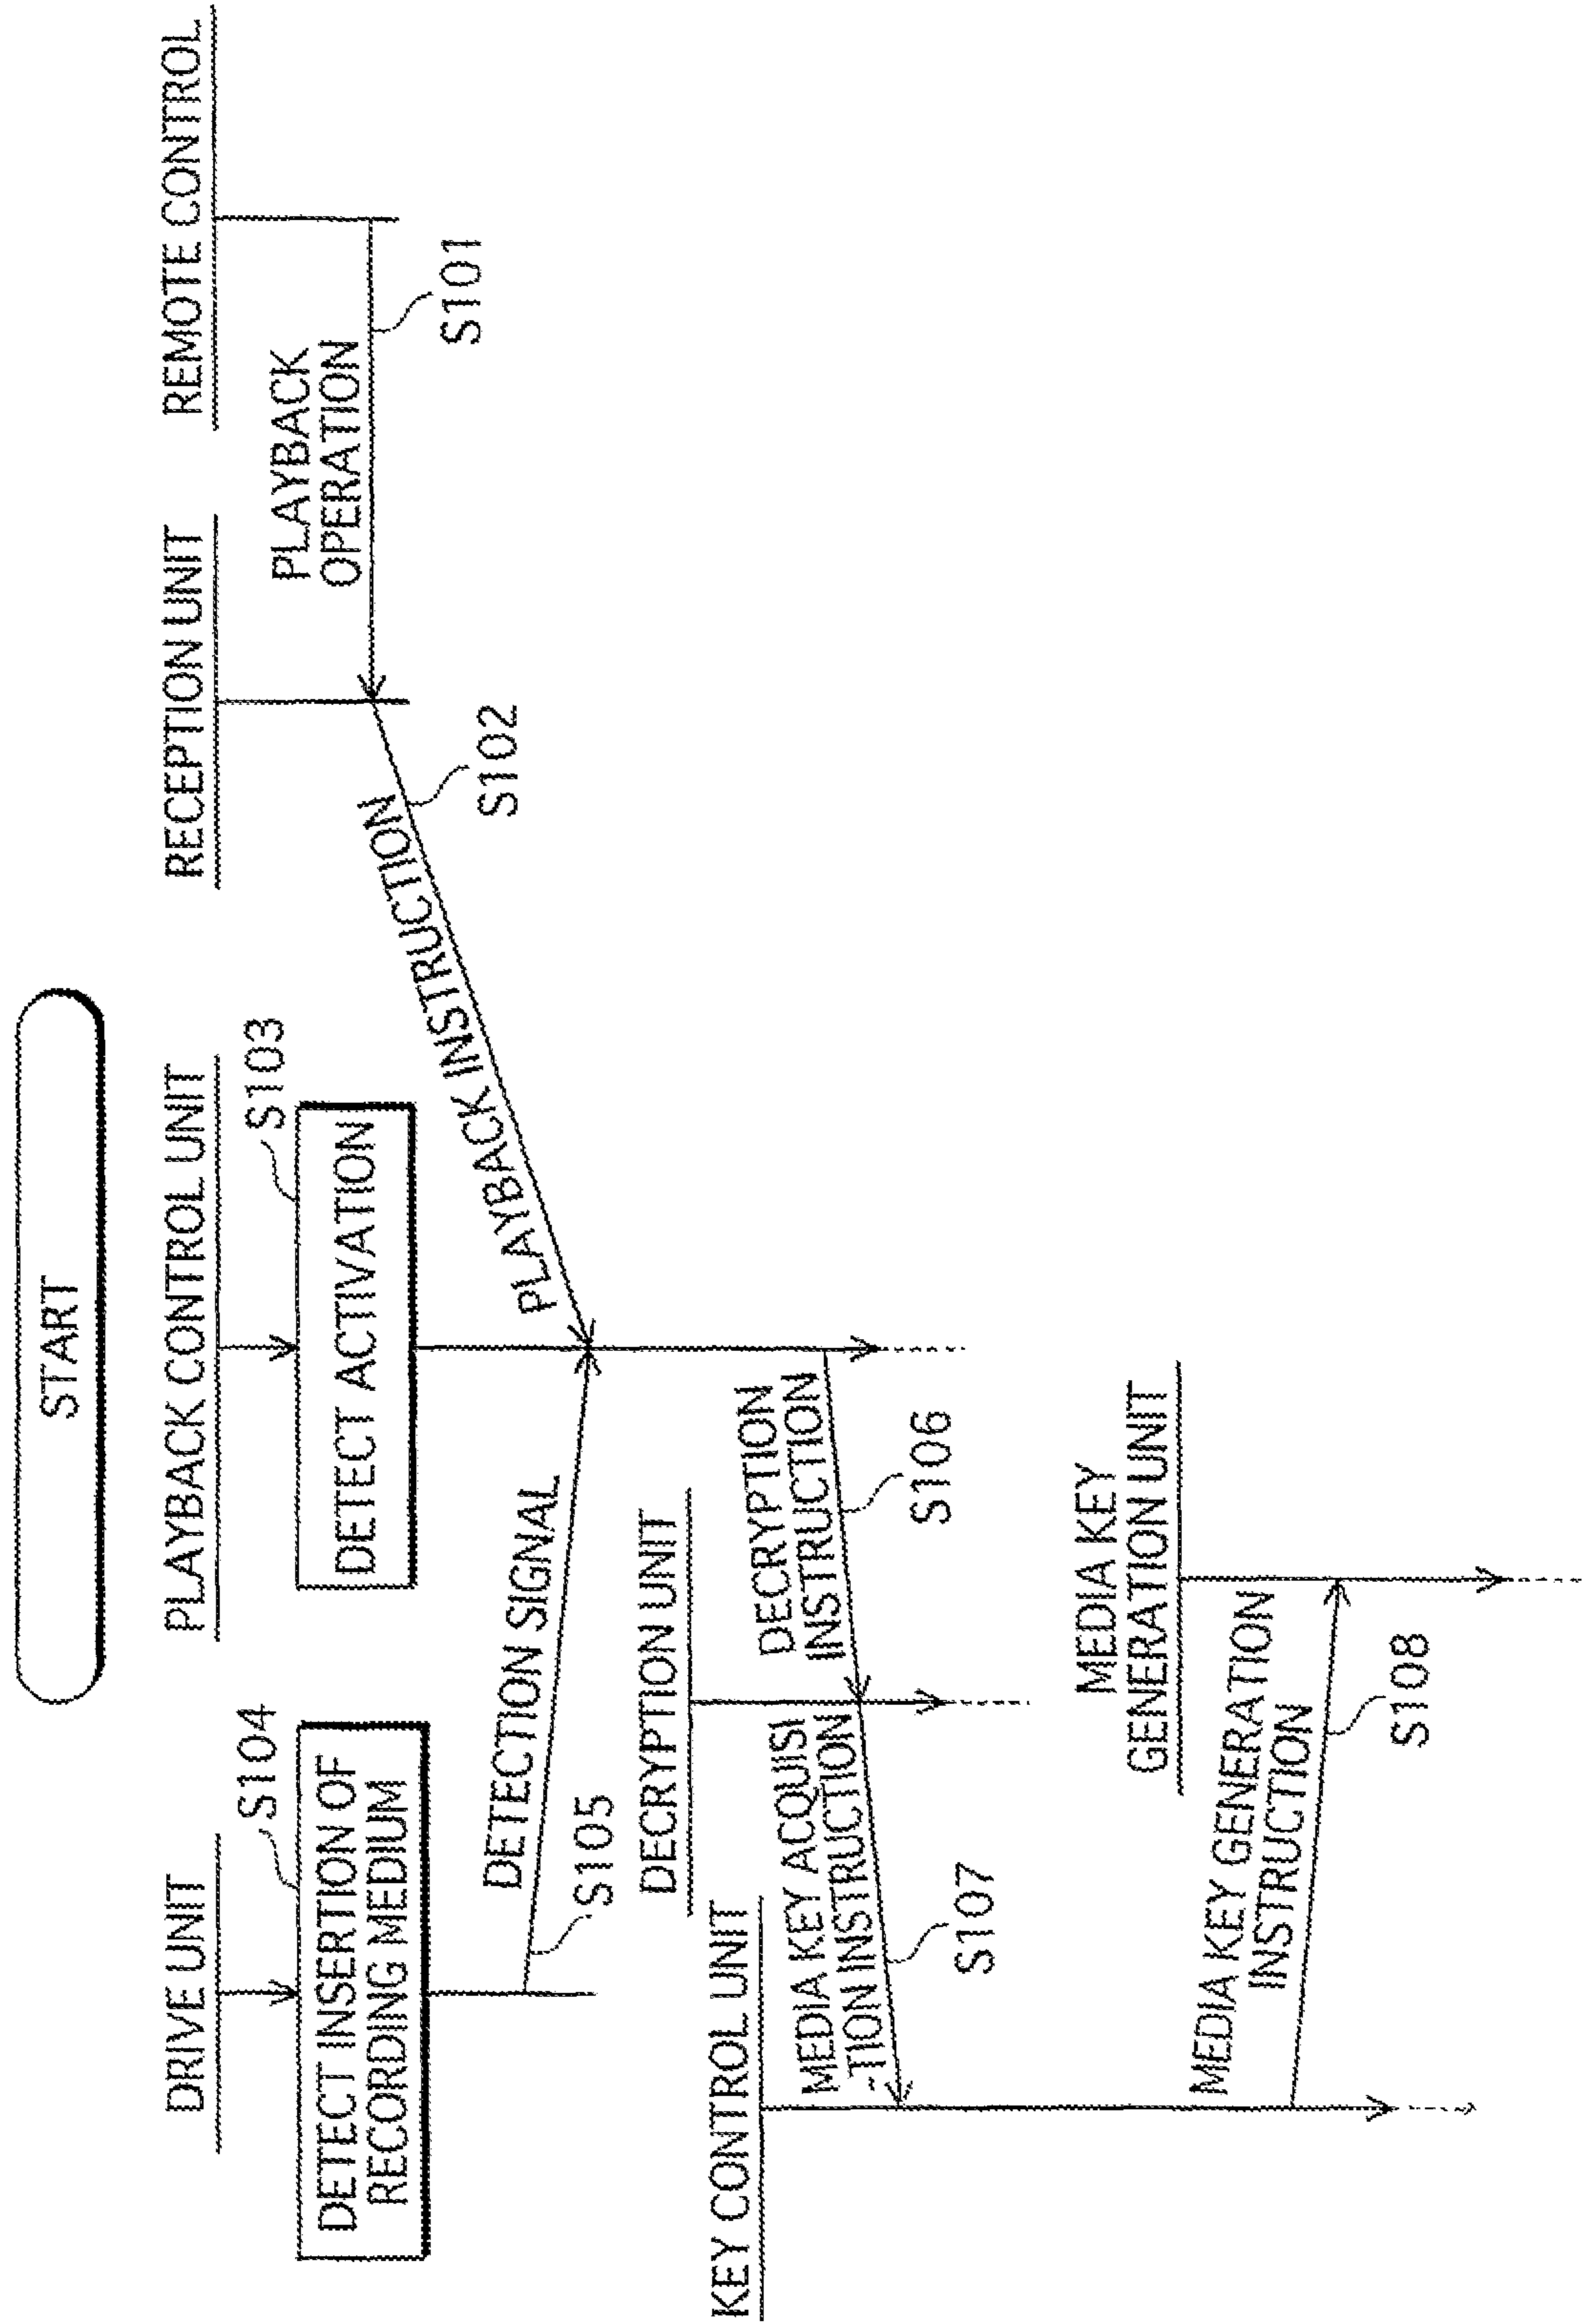 START
DRIVE UNIT
PLAYBACK CONTROL UNIT
RECEPTION UNIT
REMOTE CONTROL
S104
S103
DETECT INSERTION OF
RECORDING MEDIUM
DETECT ACTIVATION
PLAYBACK
OPERATION
S101
PLAYBACK INSTRUCTION
S102
DETECTION SIGNAL
S105
DECRYPTION UNIT
KEY CONTROL UNIT
DECRYPTION
INSTRUCTION
S106
MEDIA KEY ACQUISI
-TION INSTRUCTION
S107
MEDIA KEY
GENERATION UNIT
MEDIA KEY GENERATION
INSTRUCTION
S108